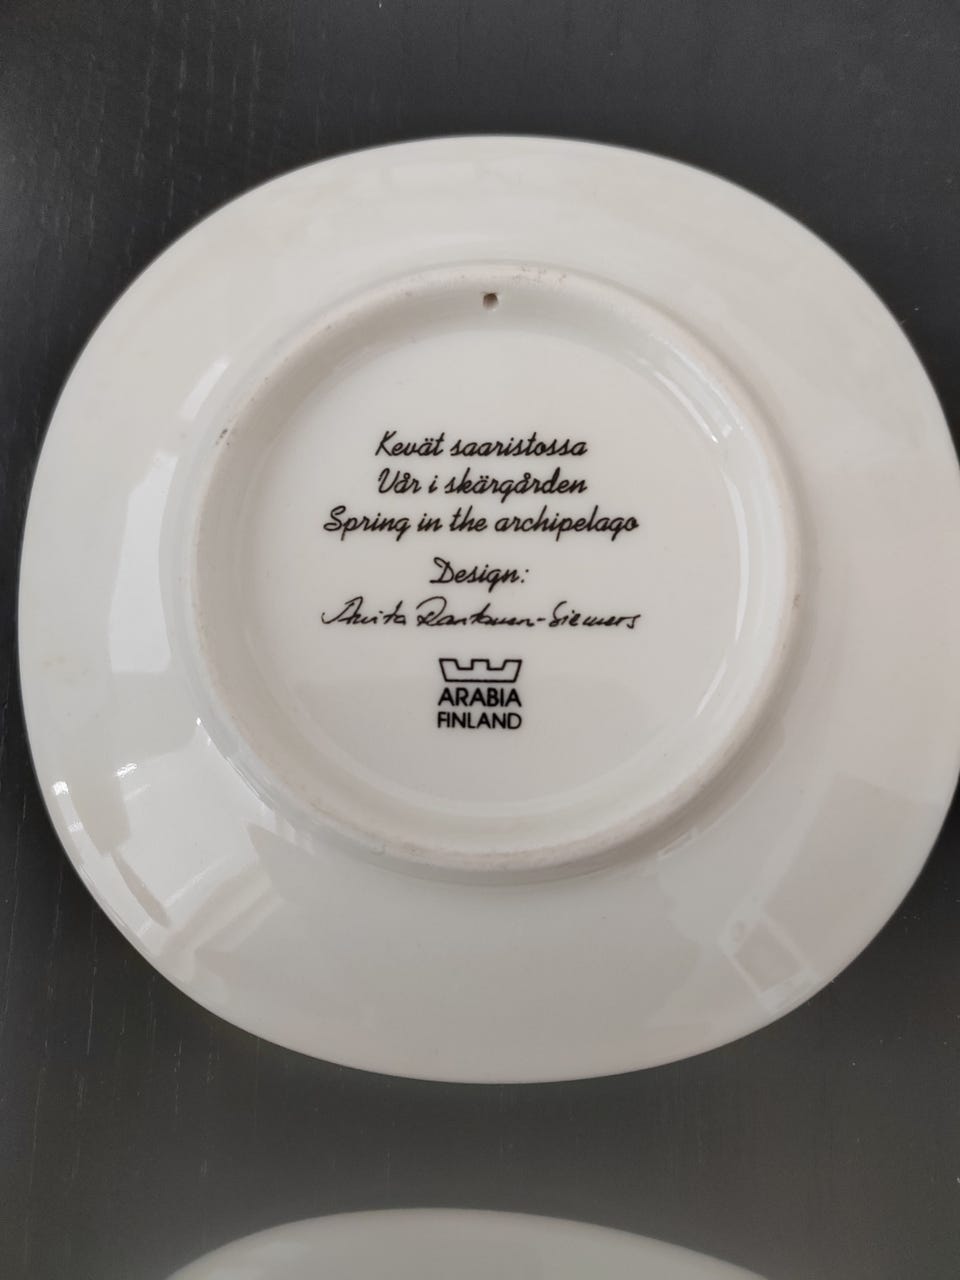 Kevät saaristossa
Vår i skärgården
Spring in the archipelago
Design:
Anita Rantanen-Siemers
ARABIA
FINLAND